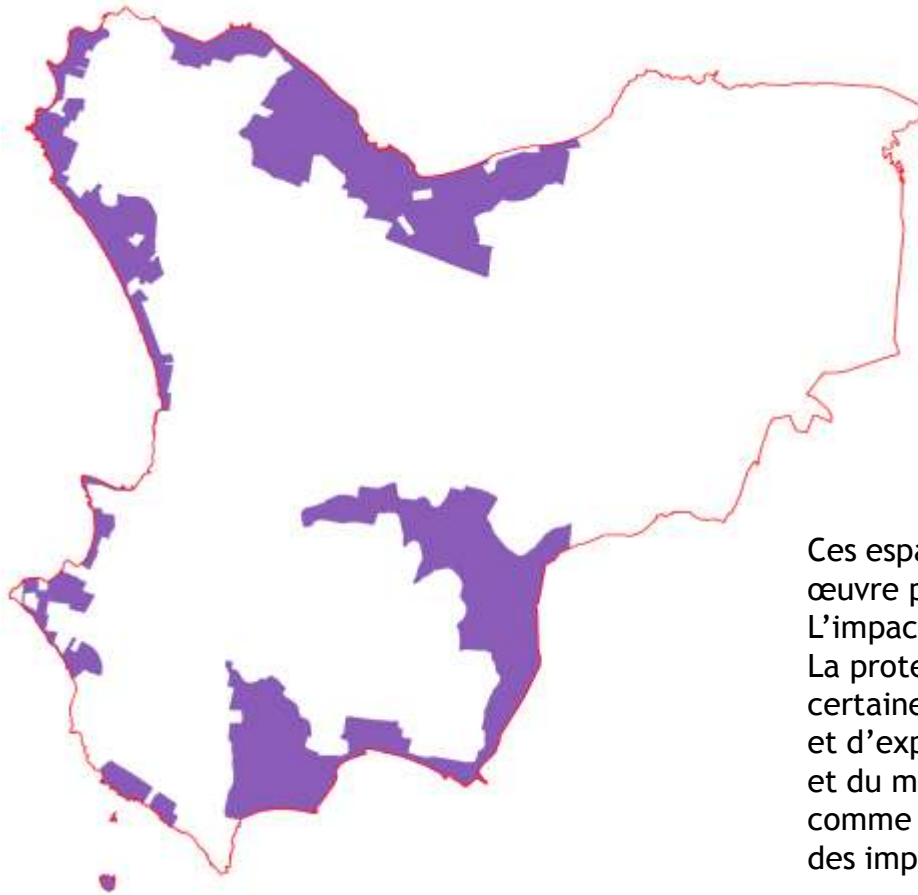 Ces espa
œuvre p
L’impac
La prote
certaine
et d’exp
et du m
comme
des imp